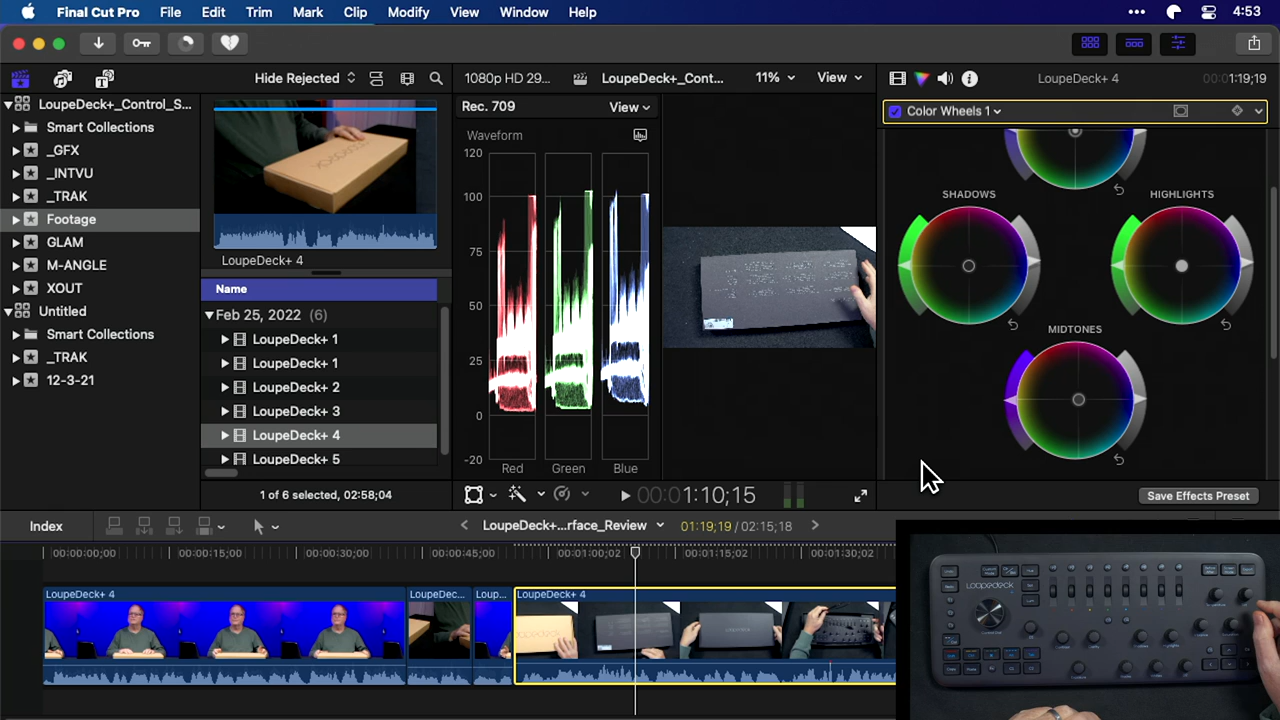 Final Cut Pro File Edit Trim Mark Clip Modify View Window Help 4:53
Hide Rejected 1080p HD 29... LoupeDeck+_Cont... 11% View LoupeDeck+ 4 00:01:19;19
LoupeDeck+_Control_S...
Smart Collections
_GFX
_INTVU
_TRAK
Footage
GLAM
M-ANGLE
XOUT
Untitled
Smart Collections
_TRAK
12-3-21
LoupeDeck+ 4
Name
Feb 25, 2022 (6)
LoupeDeck+ 1
LoupeDeck+ 1
LoupeDeck+ 2
LoupeDeck+ 3
LoupeDeck+ 4
LoupeDeck+ 5
1 of 6 selected, 02:58;04
Rec. 709 View
Waveform
120
100
75
50
25
0
-20
Red Green Blue
00:01:10;15
Color Wheels 1
SHADOWS HIGHLIGHTS
MIDTONES
Save Effects Preset
Index LoupeDeck+...rface_Review 01:19;19 / 02:15;18
00:00:00;00 00:00:15;00 00:00:30;00 00:00:45;00 00:01:00;02 00:01:15;02 00:01:30;02
LoupeDeck+ 4 LoupeDec... Loup... LoupeDeck+ 4
loupedeck